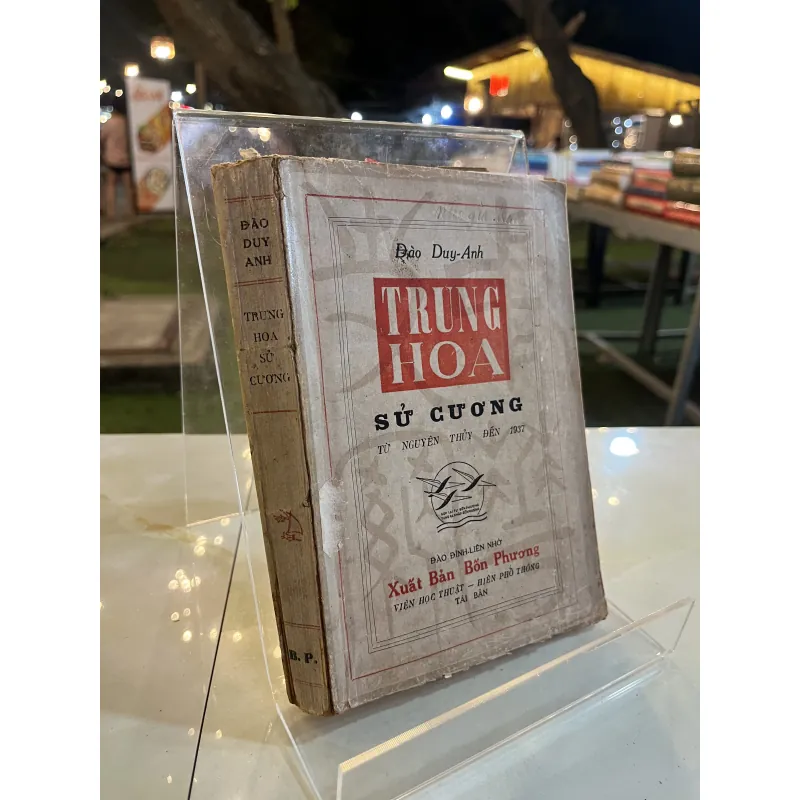 ĐÀO
DUY
ANH
TRUNG
HOA
SỬ
CƯƠNG
B. P.
Đào Duy-Anh
TRUNG
HOA
SỬ CƯƠNG
TỪ NGUYÊN THỦY ĐẾN 1937
ĐÀO ĐÌNH-LIÊN NHỜ
Xuất Bản Bốn Phương
VIỆN HỌC THUẬT — HIÊN PHỔ THÔNG
TÁI BẢN